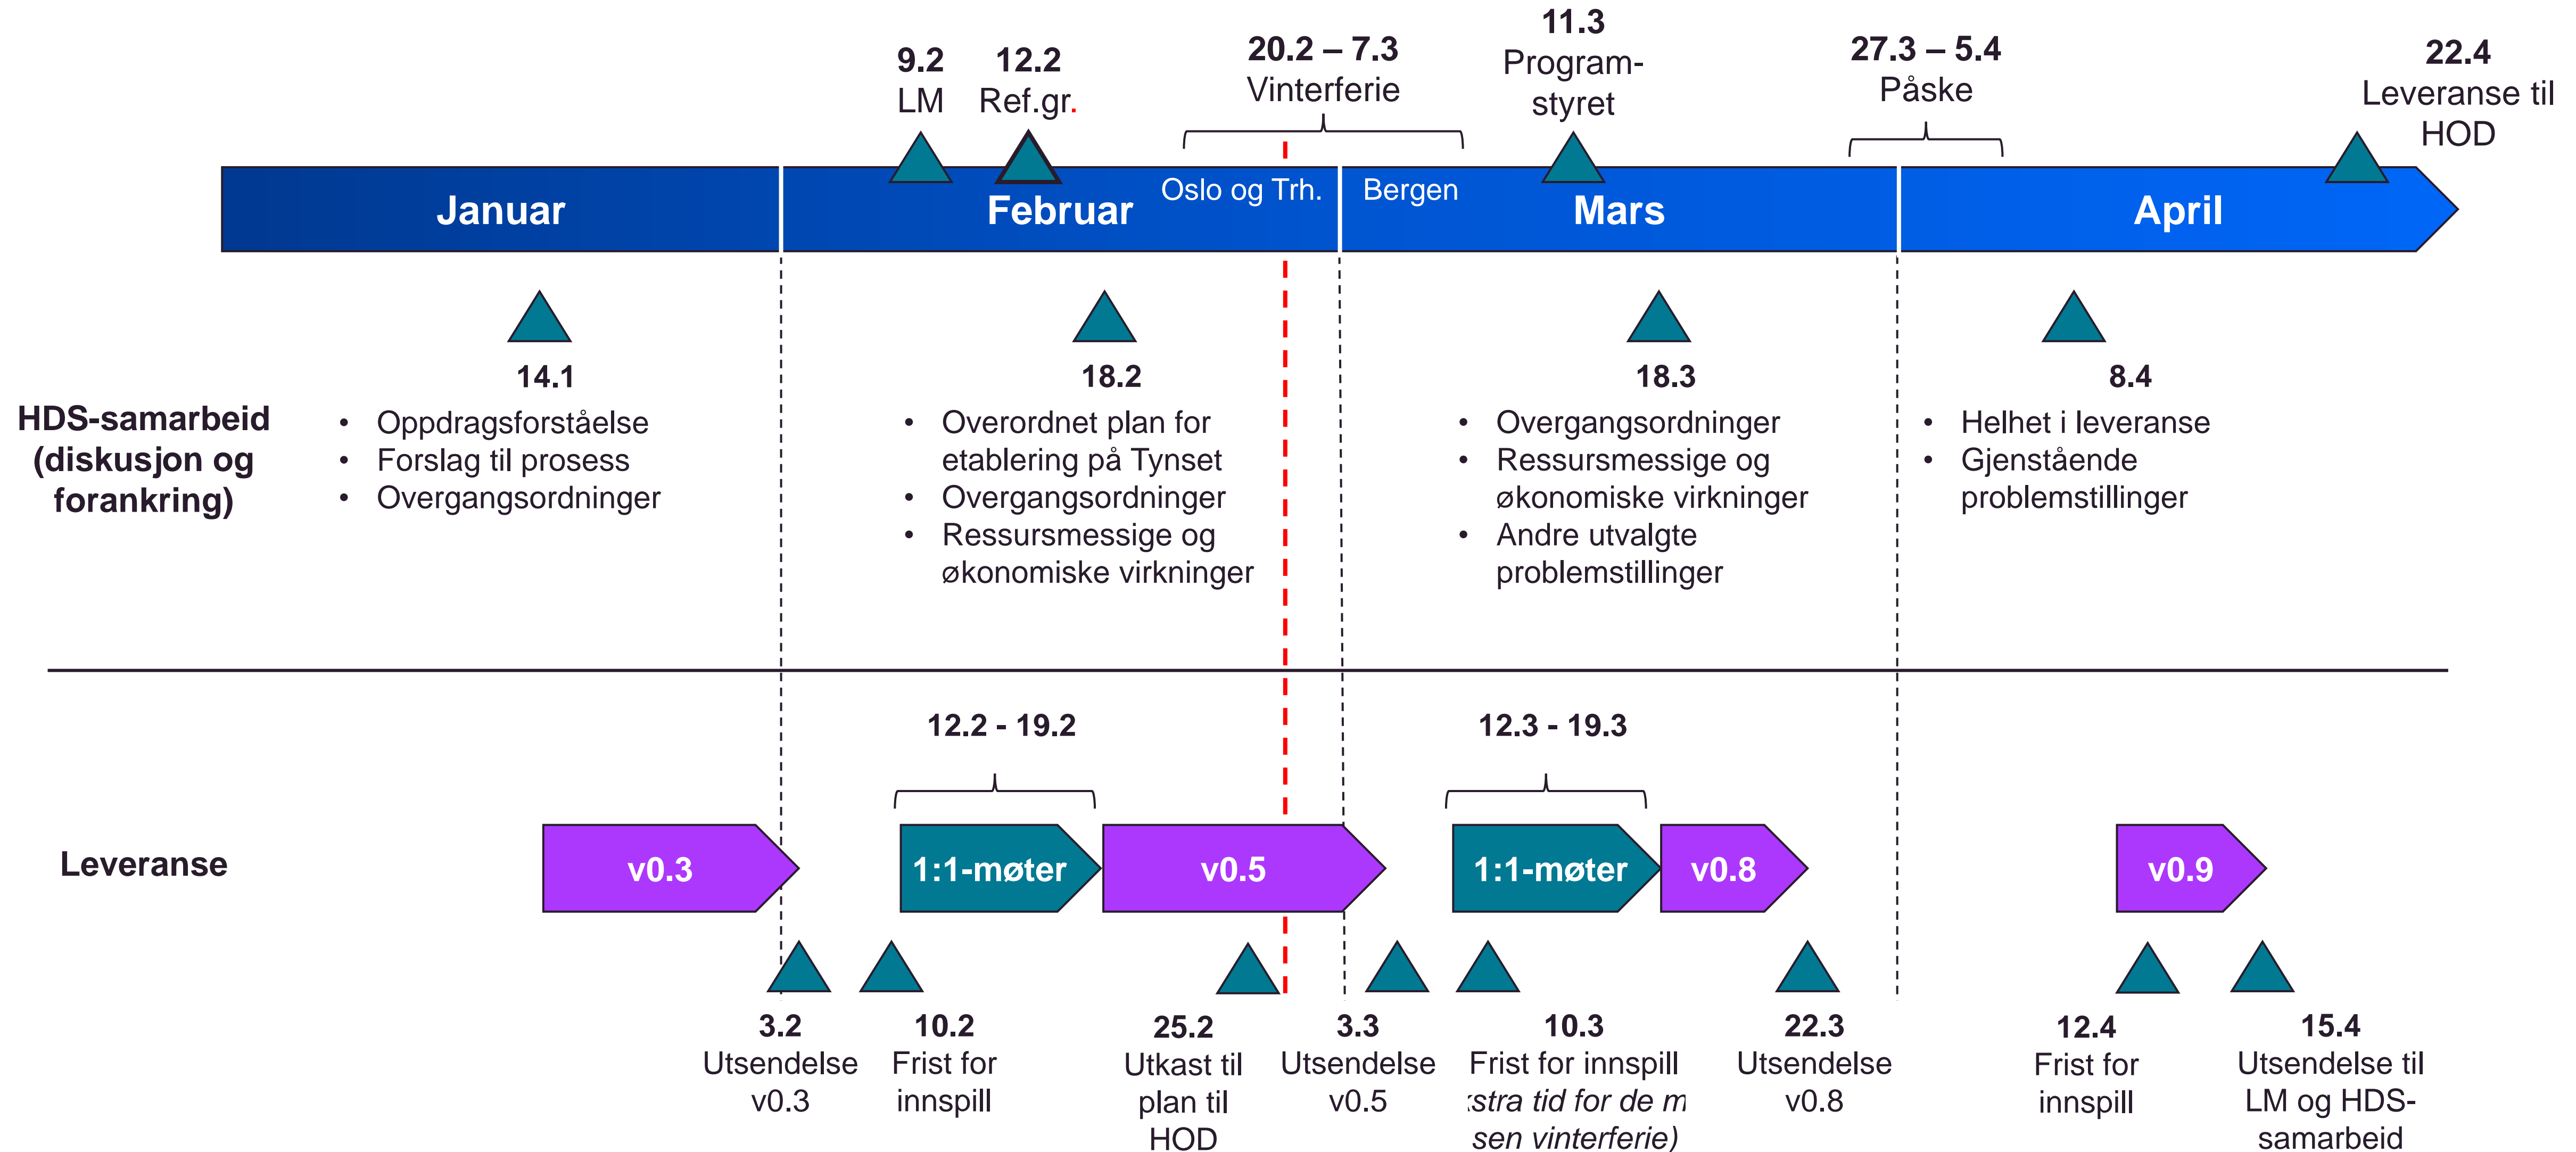 9.2
LM
12.2
Ref.gr.
20.2 – 7.3
Vinterferie
11.3
Program-
styret
27.3 – 5.4
Påske
22.4
Leveranse til
HOD
Januar
Februar
Oslo og Trh.
Bergen
Mars
April
HDS-samarbeid
(diskusjon og
forankring)
14.1
• Oppdragsforståelse
• Forslag til prosess
• Overgangsordninger
18.2
• Overordnet plan for
etablering på Tynset
• Overgangsordninger
• Ressursmessige og
økonomiske virkninger
18.3
• Overgangsordninger
• Ressursmessige og
økonomiske virkninger
• Andre utvalgte
problemstillinger
8.4
• Helhet i leveranse
• Gjenstående
problemstillinger
12.2 - 19.2
12.3 - 19.3
Leveranse
v0.3
1:1-møter
v0.5
1:1-møter
v0.8
v0.9
3.2
Utsendelse
v0.3
10.2
Frist for
innspill
25.2
Utkast til
plan til
HOD
3.3
Utsendelse
v0.5
10.3
Frist for innspill
tid for de
sen vinterferie)
22.3
Utsendelse
v0.8
12.4
Frist for
innspill
15.4
Utsendelse til
LM og HDS-
samarbeid